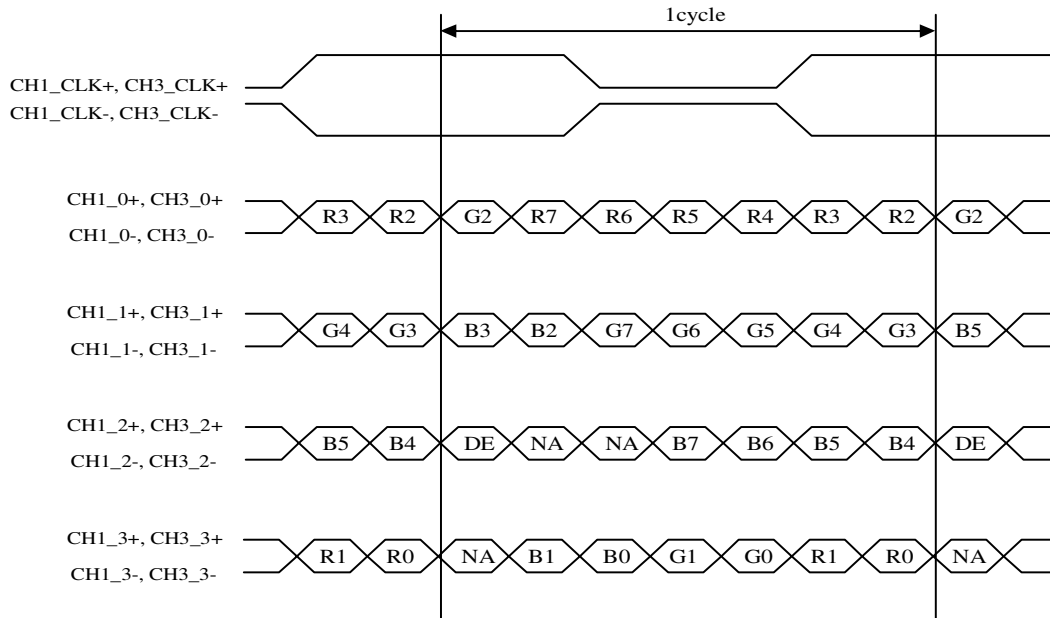 1cycle
CH1_CLK+, CH3_CLK+
CH1_CLK-, CH3_CLK-
CH1_0+, CH3_0+
R3 R2 G2 R7 R6 R5 R4 R3 R2 G2
CH1_0-, CH3_0-
CH1_1+, CH3_1+
G4 G3 B3 B2 G7 G6 G5 G4 G3 B5
CH1_1-, CH3_1-
CH1_2+, CH3_2+
B5 B4 DE NA NA B7 B6 B5 B4 DE
CH1_2-, CH3_2-
CH1_3+, CH3_3+
R1 R0 NA B1 B0 G1 G0 R1 R0 NA
CH1_3-, CH3_3-